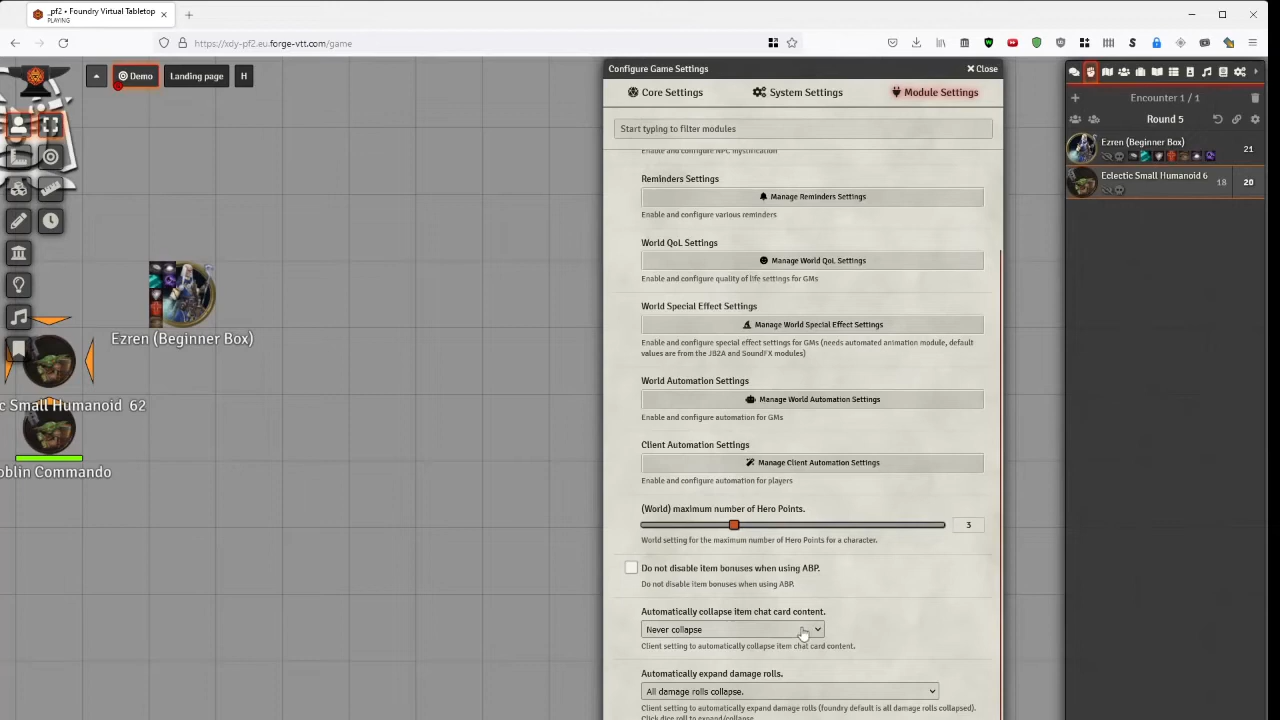 _pf2 • Foundry Virtual Tabletop
PLAYING
https://xdy-pf2.eu.forge-vtt.com/game
Demo
Landing page
H
Configure Game Settings
Close
Core Settings
System Settings
Module Settings
Start typing to filter modules
Enable and configure NPC mystification
Reminders Settings
Manage Reminders Settings
Enable and configure various reminders
World QoL Settings
Manage World QoL Settings
Enable and configure quality of life settings for GMs
World Special Effect Settings
Manage World Special Effect Settings
Enable and configure special effect settings for GMs (needs automated animation module, default
values are from the JB2A and SoundFX modules)
World Automation Settings
Manage World Automation Settings
Enable and configure automation for GMs
Client Automation Settings
Manage Client Automation Settings
Enable and configure automation for players
(World) maximum number of Hero Points.
3
World setting for the maximum number of Hero Points for a character.
Do not disable item bonuses when using ABP.
Do not disable item bonuses when using ABP.
Automatically collapse item chat card content.
Never collapse
Client setting to automatically collapse item chat card content.
Automatically expand damage rolls.
All damage rolls collapse.
Client setting to automatically expand damage rolls (foundry default is all damage rolls collapsed).
Click dice roll to expand/collapse
Encounter 1 / 1
Round 5
Ezren (Beginner Box)
21
Eclectic Small Humanoid 6
18
20
Ezren (Beginner Box)
c Small Humanoid 62
oblin Commando